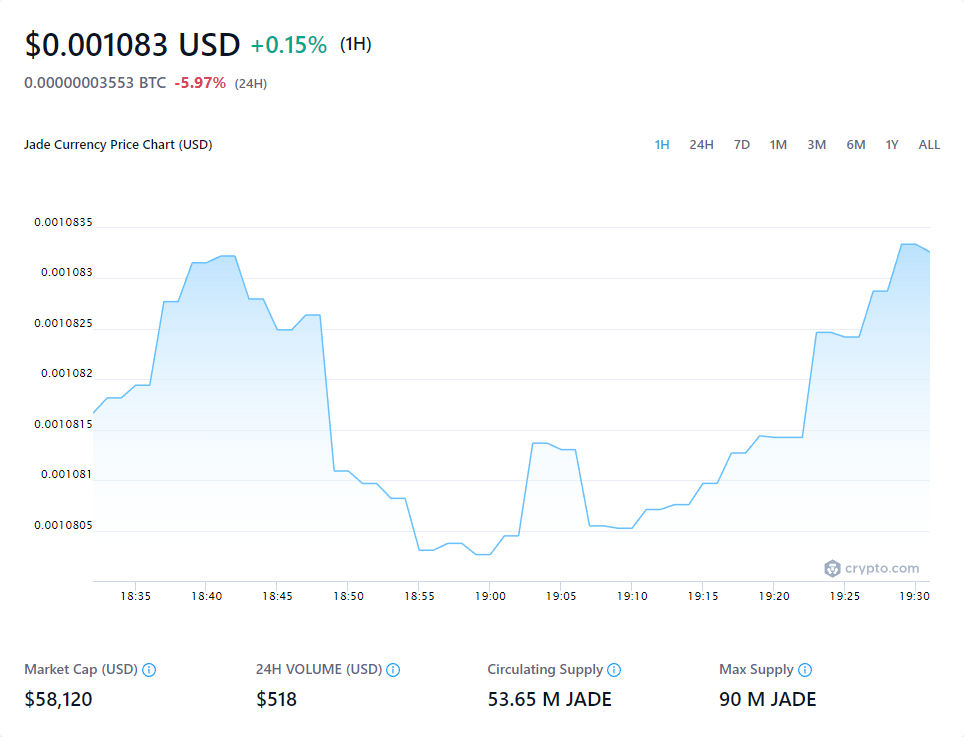 $0.001083 USD +0.15% (1H)
0.00000003553 BTC -5.97% (24H)
Jade Currency Price Chart (USD)
1H 24H 7D 1M 3M 6M 1Y ALL
0.0010835
0.001083
0.0010825
0.001082
0.0010815
0.001081
0.0010805
crypto.com
18:35 18:40 18:45 18:50 18:55 19:00 19:05 19:10 19:15 19:20 19:25 19:30
Market Cap (USD) 24H VOLUME (USD) Circulating Supply Max Supply
$58,120 $518 53.65 M JADE 90 M JADE